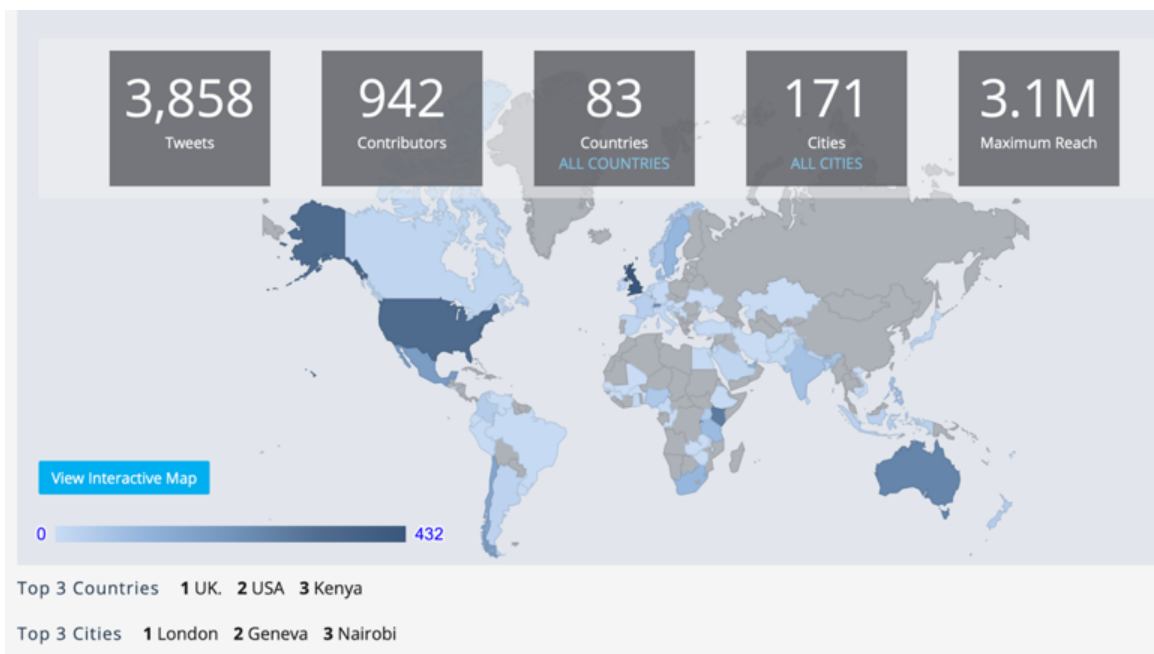 3,858
Tweets
942
Contributors
83
Countries
ALL COUNTRIES
171
Cities
ALL CITIES
3.1M
Maximum Reach
View Interactive Map
0 432
Top 3 Countries 1 UK. 2 USA 3 Kenya
Top 3 Cities 1 London 2 Geneva 3 Nairobi